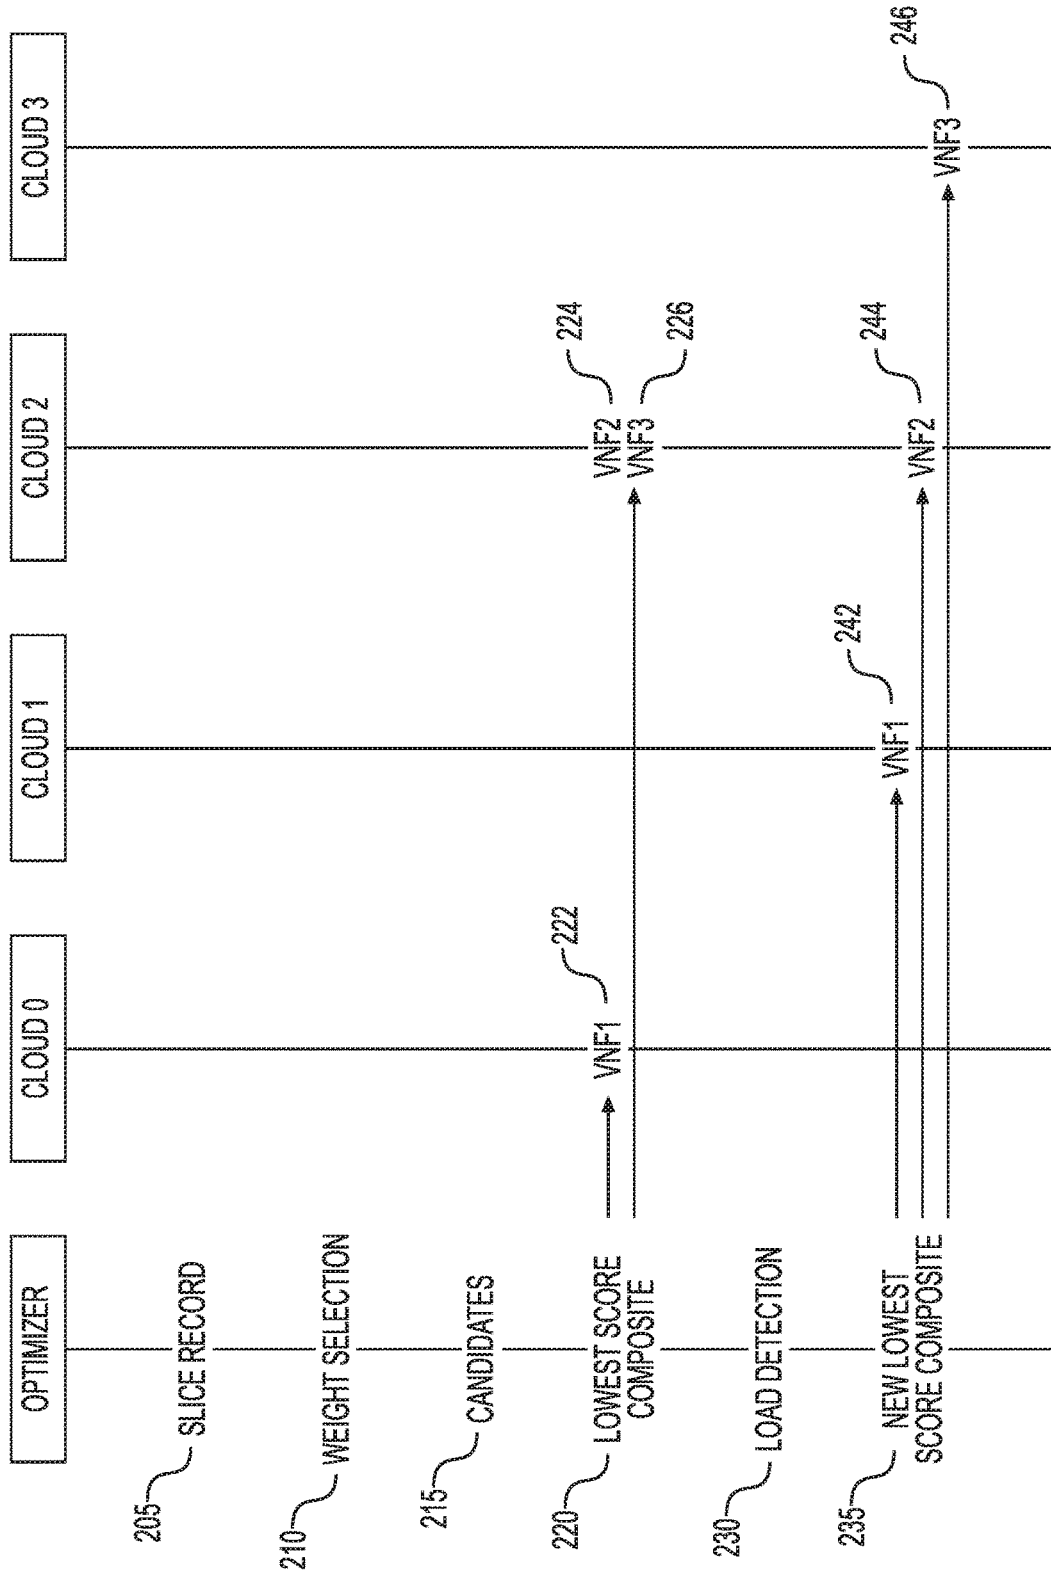 OPTIMIZER
CLOUD 0
CLOUD 1
CLOUD 2
CLOUD 3
205
SLICE RECORD
210
WEIGHT SELECTION
215
CANDIDATES
220
LOWEST SCORE
COMPOSITE
VNF1
222
VNF2
VNF3
224
226
230
LOAD DETECTION
235
NEW LOWEST
SCORE COMPOSITE
VNF1
242
VNF2
244
VNF3
246